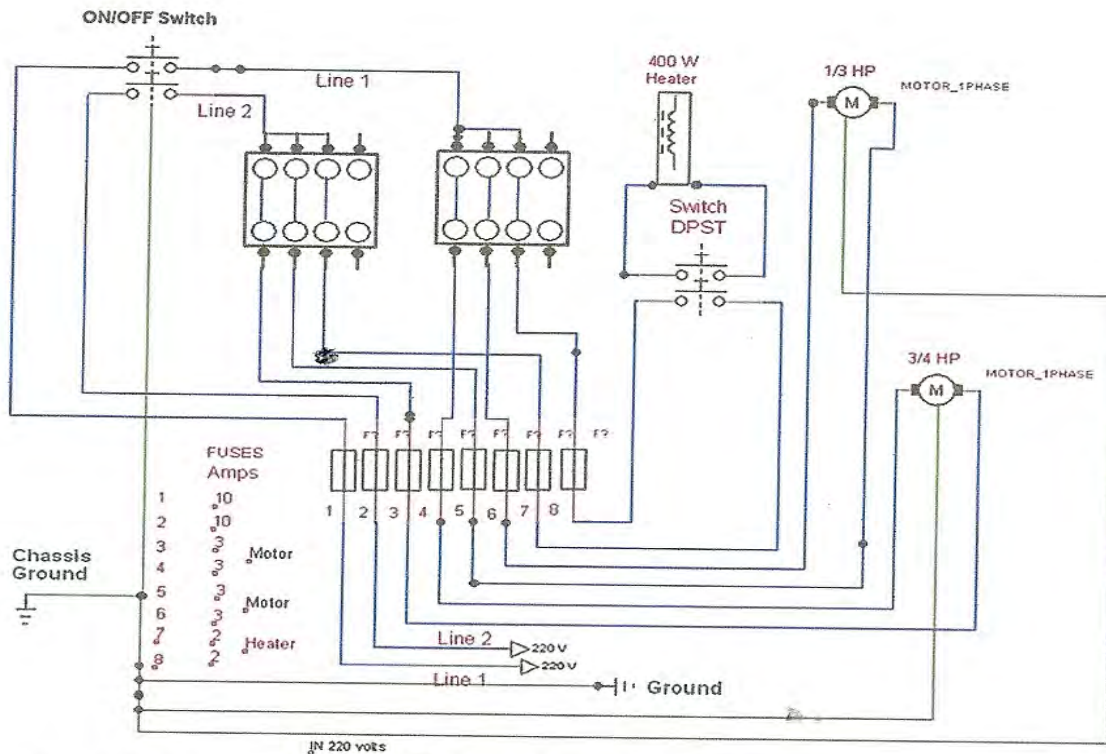 ON/OFF Switch
Line 1
Line 2
400 W
Heater
Switch
DPST
1/3 HP
MOTOR_1PHASE
M
3/4 HP
MOTOR_1PHASE
M
F? F? F? F? F? F? F?
1 2 3 4 5 6 7 8
FUSES
Amps
1 10
2 10
3 3
4 3
Motor
5 3
6 3
Motor
7 2
8 2
Heater
Chassis
Ground
Line 2
220 V
Line 1
220 V
Ground
IN 220 volts